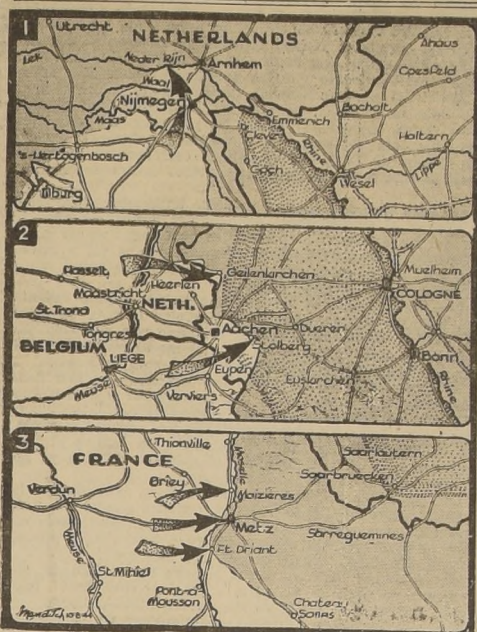 1
Utrecht
NETHERLANDS
Ahaus
Lek
Neder Rijn
Arnhem
Coesfeld
Waal
Nijmegen
Emmerich
Bocholt
Maas
Cleve
Haltern
's-Hertogenbosch
Rhine
Goch
Lippe
Tilburg
Wesel
2
Hasselt
Heerlen
Geilenkirchen
Muelheim
Maastricht
NETH.
COLOGNE
St. Trond
Tongres
Aachen
Dueren
BELGIUM
Stolberg
LIEGE
Eupen
Bonn
Euskirchen
Meuse
Verviers
Rhine
3
Thionville
Moselle
Saarlautern
FRANCE
Briey
Saarbruecken
Verdun
Maizieres
Metz
Sarreguemines
Meuse
Ft. Driant
St. Mihiel
Pont-a
Mousson
Chateau
Salins